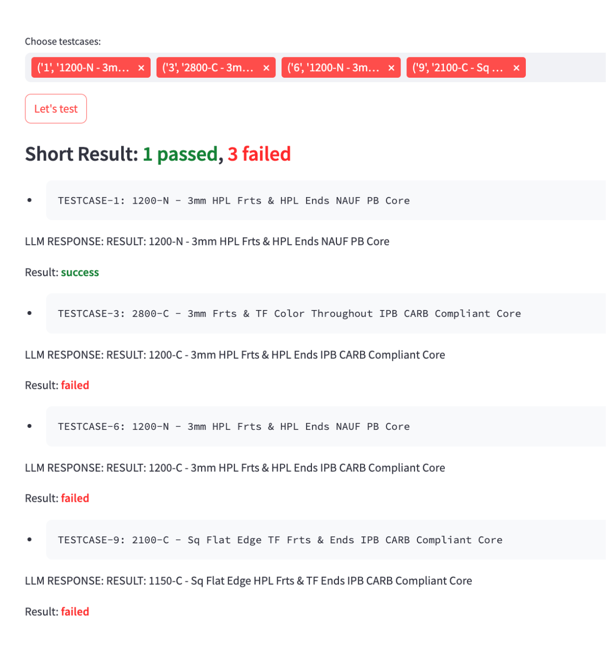 Choose testcases:
('1', '1200-N - 3m... × ('3', '2800-C - 3m... × ('6', '1200-N - 3m... × ('9', '2100-C - Sq ... ×
Let's test
Short Result: 1 passed, 3 failed
• TESTCASE-1: 1200-N - 3mm HPL Frts & HPL Ends NAUF PB Core
LLM RESPONSE: RESULT: 1200-N - 3mm HPL Frts & HPL Ends NAUF PB Core
Result: success
• TESTCASE-3: 2800-C - 3mm Frts & TF Color Throughout IPB CARB Compliant Core
LLM RESPONSE: RESULT: 1200-C - 3mm HPL Frts & HPL Ends IPB CARB Compliant Core
Result: failed
• TESTCASE-6: 1200-N - 3mm HPL Frts & HPL Ends NAUF PB Core
LLM RESPONSE: RESULT: 1200-C - 3mm HPL Frts & HPL Ends IPB CARB Compliant Core
Result: failed
• TESTCASE-9: 2100-C - Sq Flat Edge TF Frts & Ends IPB CARB Compliant Core
LLM RESPONSE: RESULT: 1150-C - Sq Flat Edge HPL Frts & TF Ends IPB CARB Compliant Core
Result: failed